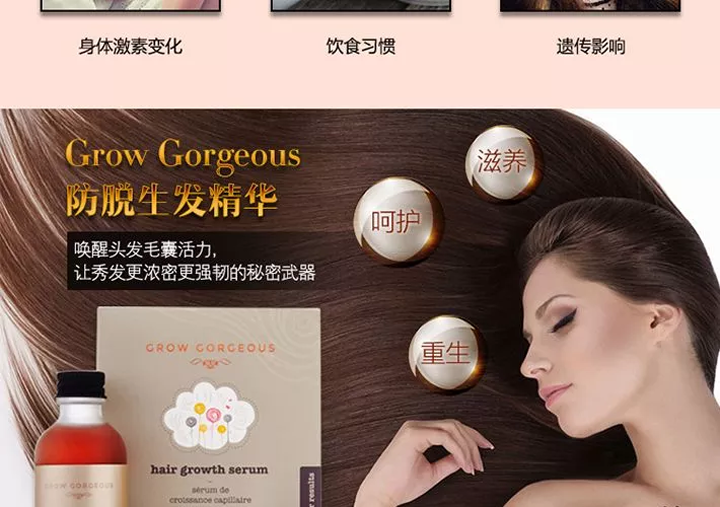 身体激素变化
饮食习惯
遗传影响
Grow Gorgeous
防脱生发精华
唤醒头发毛囊活力,
让秀发更浓密更强韧的秘密武器
滋养
呵护
重生
GROW GORGEOUS
hair growth serum
sérum de
croissance capillaire
GROW GORGEOUS
r results